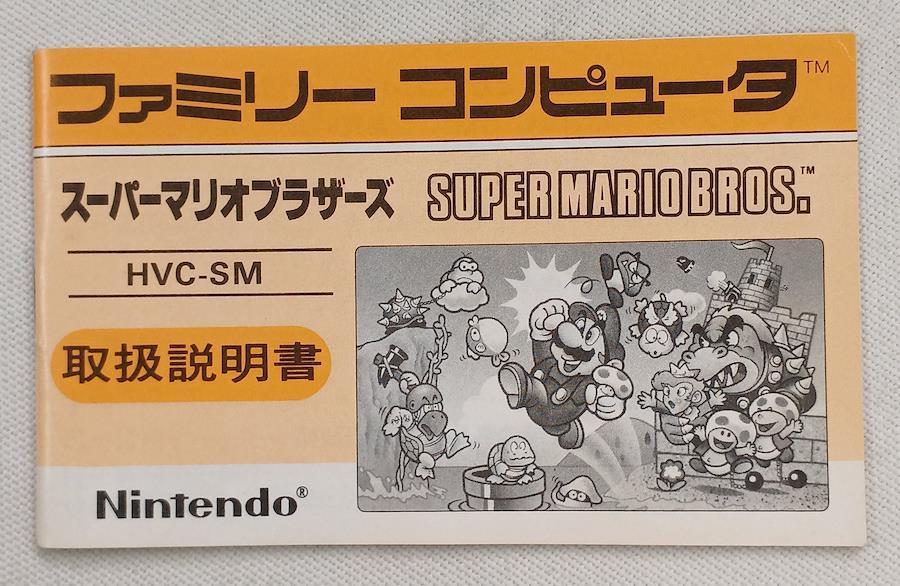 ファミリー コンピュータ™
スーパーマリオブラザーズ SUPER MARIO BROS.™
HVC-SM
取扱説明書
Nintendo®